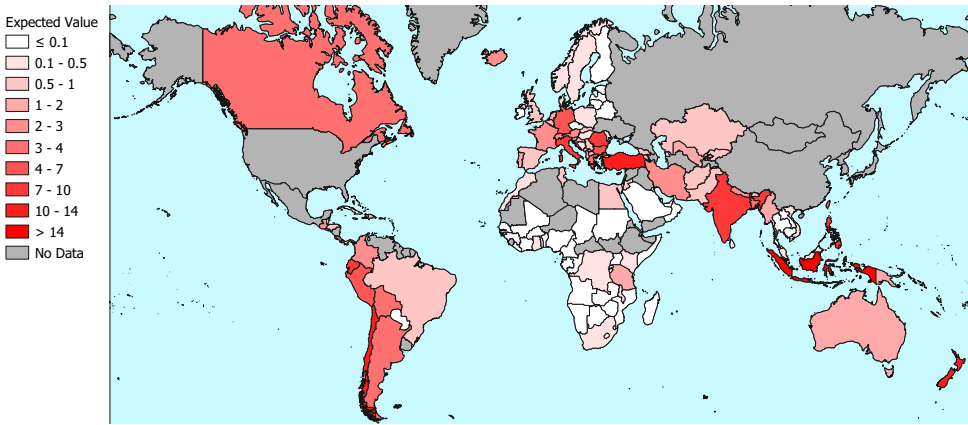 Expected Value
≤ 0.1
0.1 - 0.5
0.5 - 1
1 - 2
2 - 3
3 - 4
4 - 7
7 - 10
10 - 14
> 14
No Data